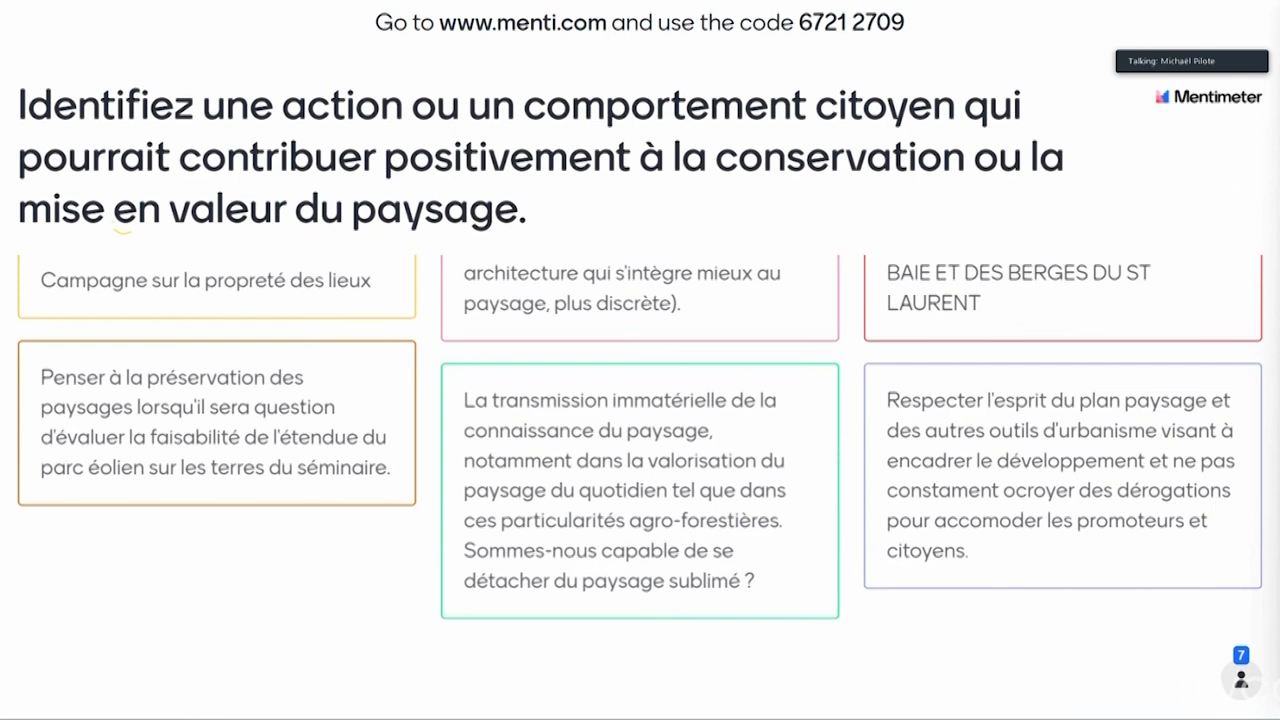 Go to www.menti.com and use the code 6721 2709
Talking: Michaël Pilote
Mentimeter
Identifiez une action ou un comportement citoyen qui
pourrait contribuer positivement à la conservation ou la
mise en valeur du paysage.
Campagne sur la propreté des lieux
Penser à la préservation des
paysages lorsqu'il sera question
d'évaluer la faisabilité de l'étendue du
parc éolien sur les terres du séminaire.
architecture qui s'intègre mieux au
paysage, plus discrète).
La transmission immatérielle de la
connaissance du paysage,
notamment dans la valorisation du
paysage du quotidien tel que dans
ces particularités agro-forestières.
Sommes-nous capable de se
détacher du paysage sublimé ?
BAIE ET DES BERGES DU ST
LAURENT
Respecter l'esprit du plan paysage et
des autres outils d'urbanisme visant à
encadrer le développement et ne pas
constament ocroyer des dérogations
pour accomoder les promoteurs et
citoyens.
7